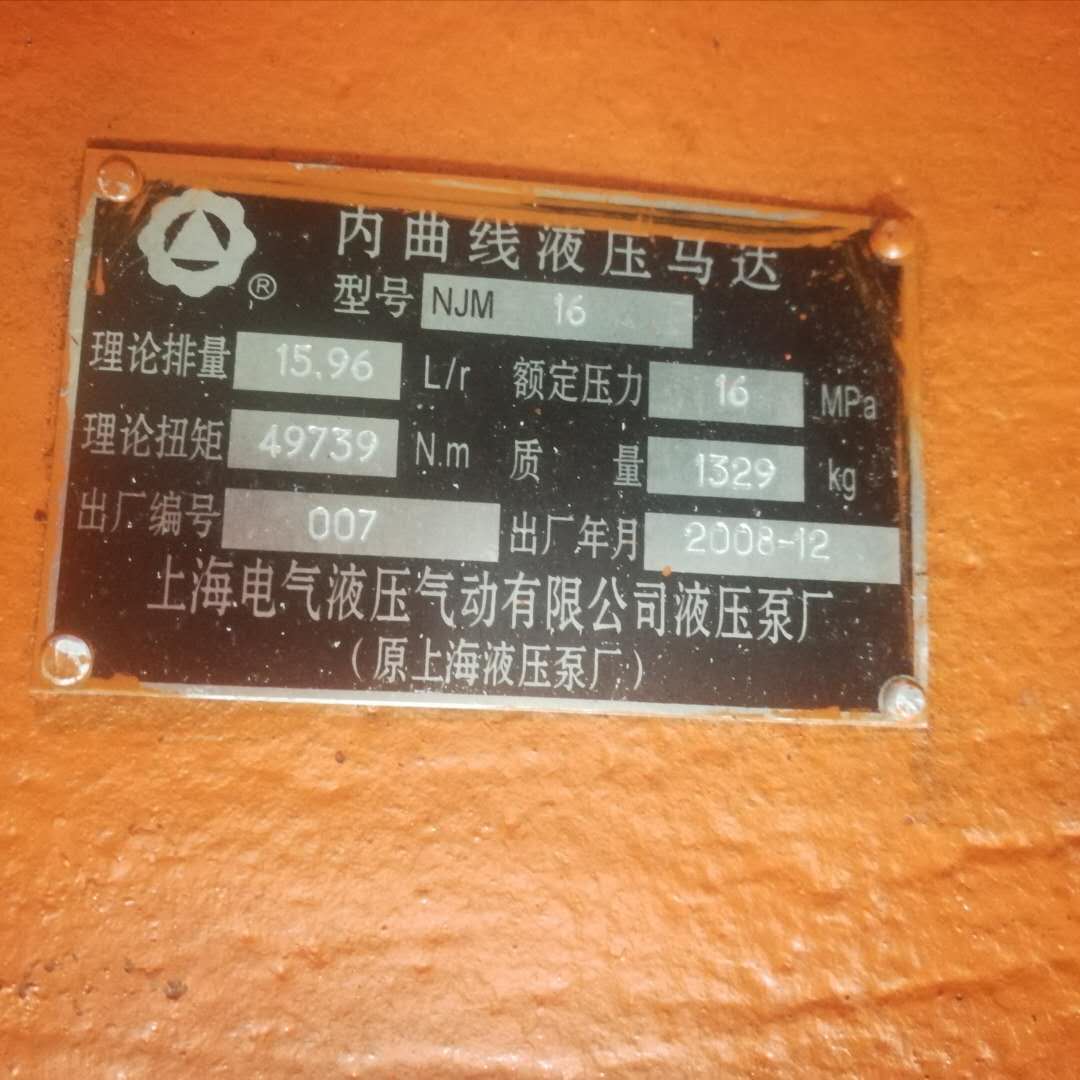 ®
内曲线液压马达
型号 NJM 16
理论排量 15.96 L/r 额定压力 16 MPa
理论扭矩 49739 N.m 质量 1329 kg
出厂编号 007 出厂年月 2008-12
上海电气液压气动有限公司液压泵厂
（原上海液压泵厂）